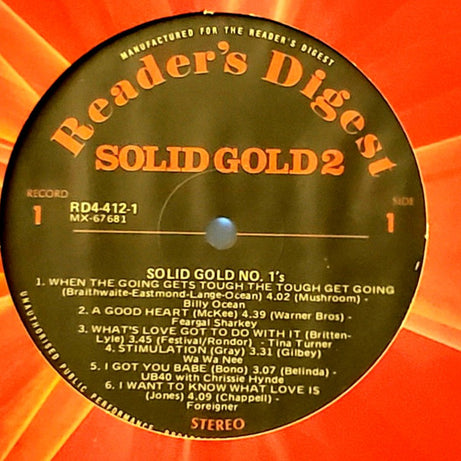 MANUFACTURED FOR THE READER'S DIGEST
Reader's Digest
SOLID GOLD 2
RECORD
1
RD4-412-1
MX-67681
SIDE
1
SOLID GOLD NO. 1's
1. WHEN THE GOING GETS TOUGH THE TOUGH GET GOING
(Braithwaite-Eastmond-Lange-Ocean) 4.02 (Mushroom) -
Billy Ocean
2. A GOOD HEART (McKee) 4.39 (Warner Bros) -
Feargal Sharkey
3. WHAT'S LOVE GOT TO DO WITH IT (Britten-
Lyle) 3.45 (Festival/Rondor) - Tina Turner
4. STIMULATION (Gray) 3.31 (Gilbey)
Wa Wa Nee
5. I GOT YOU BABE (Bono) 3.07 (Belinda) -
UB40 with Chrissie Hynde
6. I WANT TO KNOW WHAT LOVE IS
(Jones) 4.09 (Chappell) -
Foreigner
STEREO
UNAUTHORISED PUBLIC PERFORMANCE,